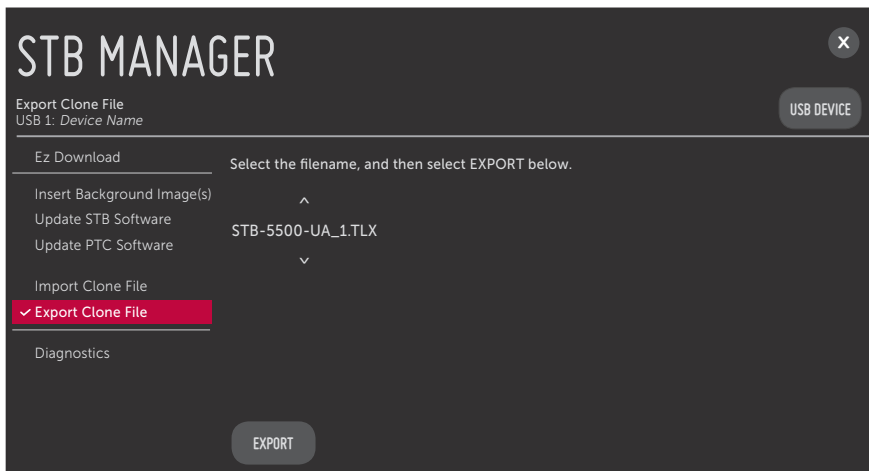 STB MANAGER
X
Export Clone File
USB 1: Device Name
USB DEVICE
Ez Download
Insert Background Image(s)
Update STB Software
Update PTC Software
Import Clone File
Export Clone File
Diagnostics
Select the filename, and then select EXPORT below.
STB-5500-UA_1.TLX
EXPORT